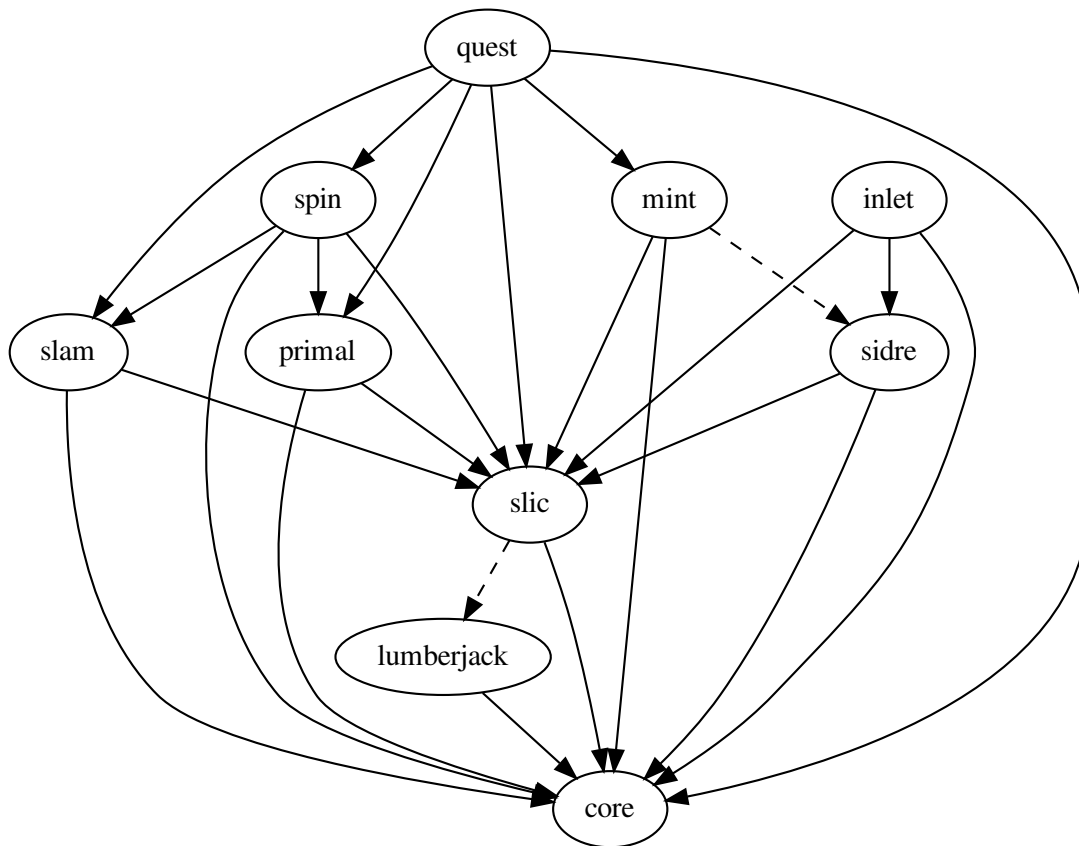 quest
spin
mint
inlet
slam
primal
sidre
slic
lumberjack
core